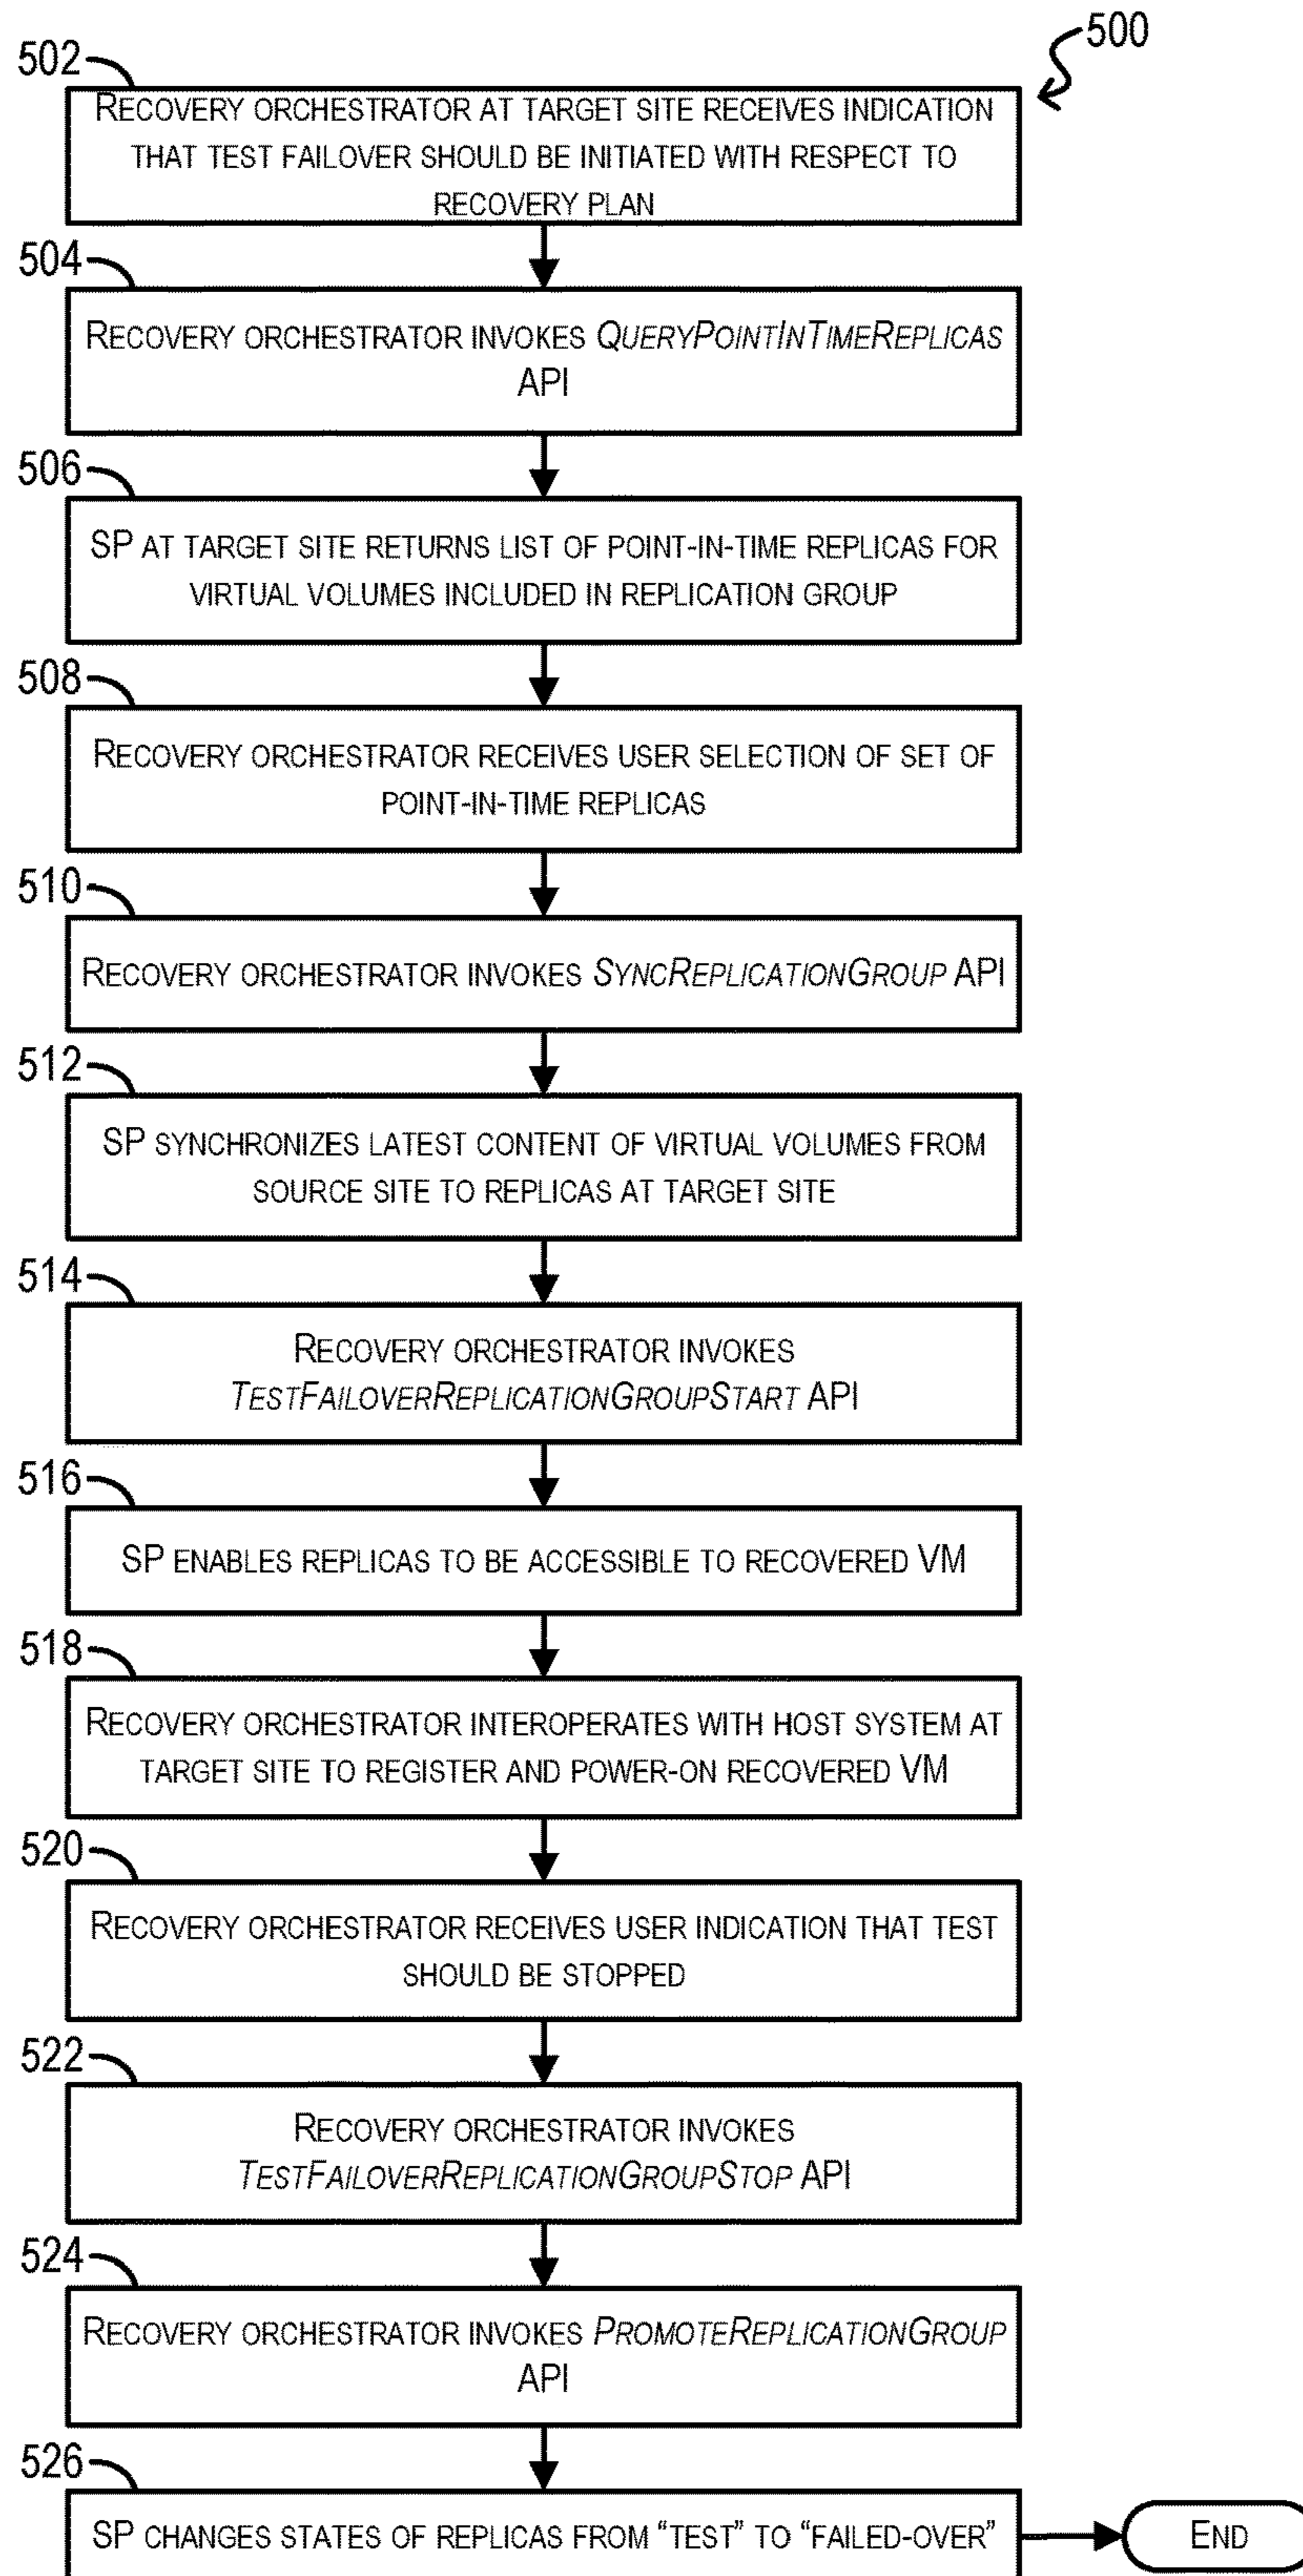 500
502
RECOVERY ORCHESTRATOR AT TARGET SITE RECEIVES INDICATION
THAT TEST FAILOVER SHOULD BE INITIATED WITH RESPECT TO
RECOVERY PLAN
504
RECOVERY ORCHESTRATOR INVOKES QUERYPOINTINTIMEREPLICAS
API
506
SP AT TARGET SITE RETURNS LIST OF POINT-IN-TIME REPLICAS FOR
VIRTUAL VOLUMES INCLUDED IN REPLICATION GROUP
508
RECOVERY ORCHESTRATOR RECEIVES USER SELECTION OF SET OF
POINT-IN-TIME REPLICAS
510
RECOVERY ORCHESTRATOR INVOKES SYNCREPLICATIONGROUP API
512
SP SYNCHRONIZES LATEST CONTENT OF VIRTUAL VOLUMES FROM
SOURCE SITE TO REPLICAS AT TARGET SITE
514
RECOVERY ORCHESTRATOR INVOKES
TESTFAILOVERREPLICATIONGROUPSTART API
516
SP ENABLES REPLICAS TO BE ACCESSIBLE TO RECOVERED VM
518
RECOVERY ORCHESTRATOR INTEROPERATES WITH HOST SYSTEM AT
TARGET SITE TO REGISTER AND POWER-ON RECOVERED VM
520
RECOVERY ORCHESTRATOR RECEIVES USER INDICATION THAT TEST
SHOULD BE STOPPED
522
RECOVERY ORCHESTRATOR INVOKES
TESTFAILOVERREPLICATIONGROUPSTOP API
524
RECOVERY ORCHESTRATOR INVOKES PROMOTEREPLICATIONGROUP
API
526
SP CHANGES STATES OF REPLICAS FROM “TEST” TO “FAILED-OVER”
END